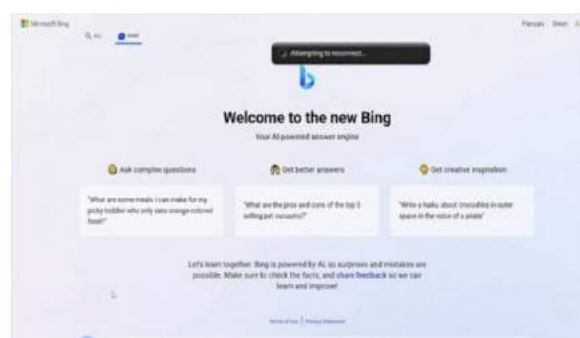 Microsoft Bing
ALL
CHAT
Français
Attempting to reconnect...
Welcome to the new Bing
Your AI-powered answer engine
Ask complex questions
Get better answers
Get creative inspiration
"What are some meals I can make for my
picky toddler who only eats orange-colored
food?"
"What are the pros and cons of the top 3
selling pet vacuums?"
"Write a haiku about crocodiles in outer
space in the voice of a pirate"
Let's learn together. Bing is powered by AI, so surprises and mistakes are
possible. Make sure to check the facts, and share feedback so we can
learn and improve!
Terms of Use | Privacy Statement